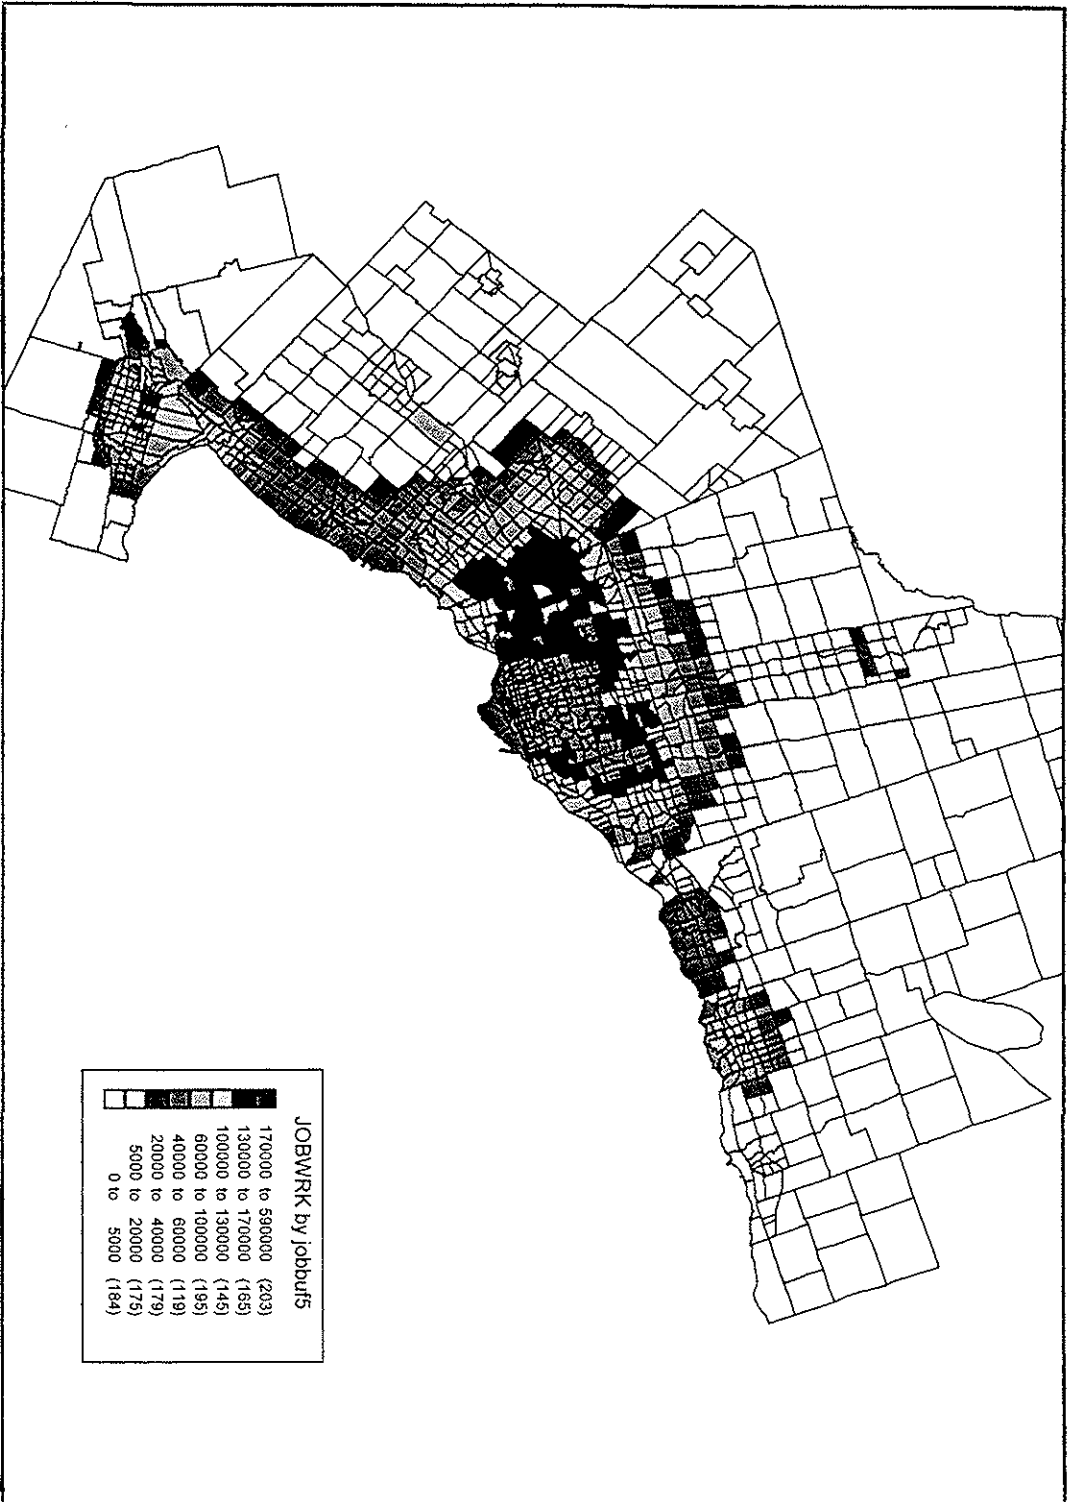 JOBWRK by jobbuf5
170000 to 590000 (203)
130000 to 170000 (165)
100000 to 130000 (145)
60000 to 100000 (195)
40000 to 60000 (119)
20000 to 40000 (179)
5000 to 20000 (175)
0 to 5000 (184)